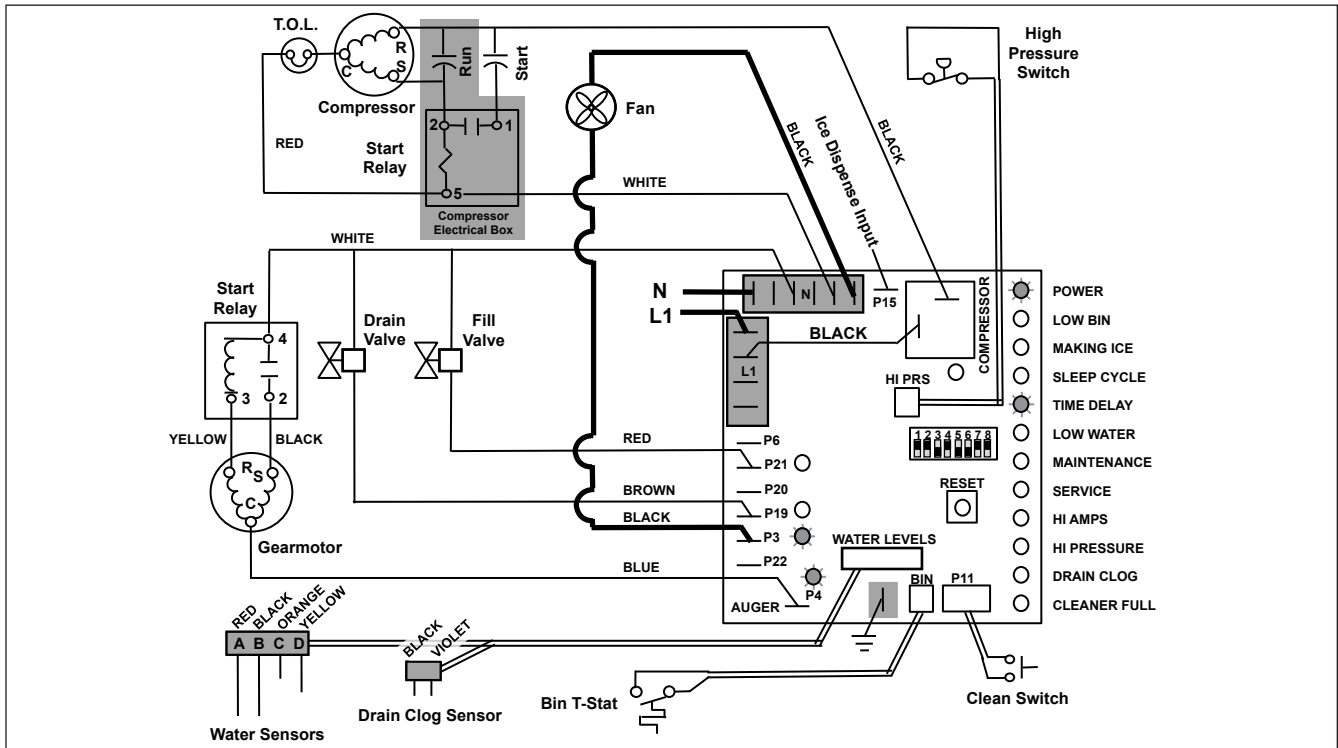 T.O.L.
R
S
C
Compressor
Run
Start
RED
Start
Relay
2
1
5
Compressor
Electrical Box
Fan
BLACK
Ice Dispense Input
BLACK
High
Pressure
Switch
WHITE
WHITE
Start
Relay
4
3
2
YELLOW
BLACK
R
S
C
Gearmotor
Drain
Valve
Fill
Valve
N
L1
N
P15
BLACK
L1
COMPRESSOR
HI PRS
1 2 3 4 5 6 7 8
RESET
POWER
LOW BIN
MAKING ICE
SLEEP CYCLE
TIME DELAY
LOW WATER
MAINTENANCE
SERVICE
HI AMPS
HI PRESSURE
DRAIN CLOG
CLEANER FULL
RED
P6
P21
P20
BROWN
P19
BLACK
P3
P22
BLUE
P4
AUGER
WATER LEVELS
BIN
P11
RED
BLACK
ORANGE
YELLOW
A B C D
Water Sensors
BLACK
VIOLET
Drain Clog Sensor
Bin T-Stat
Clean Switch